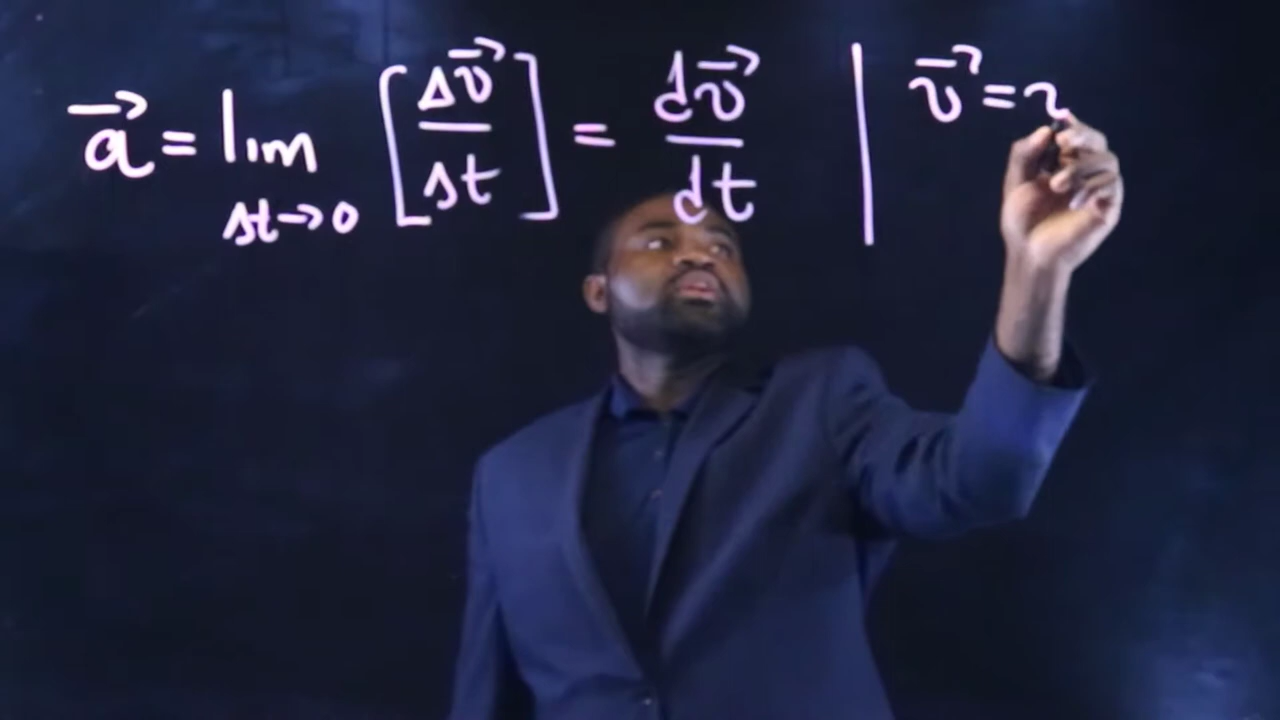 a⃗ = lim Δt→0 [Δv⃗ / Δt] = dv⃗ / dt | v⃗ = v